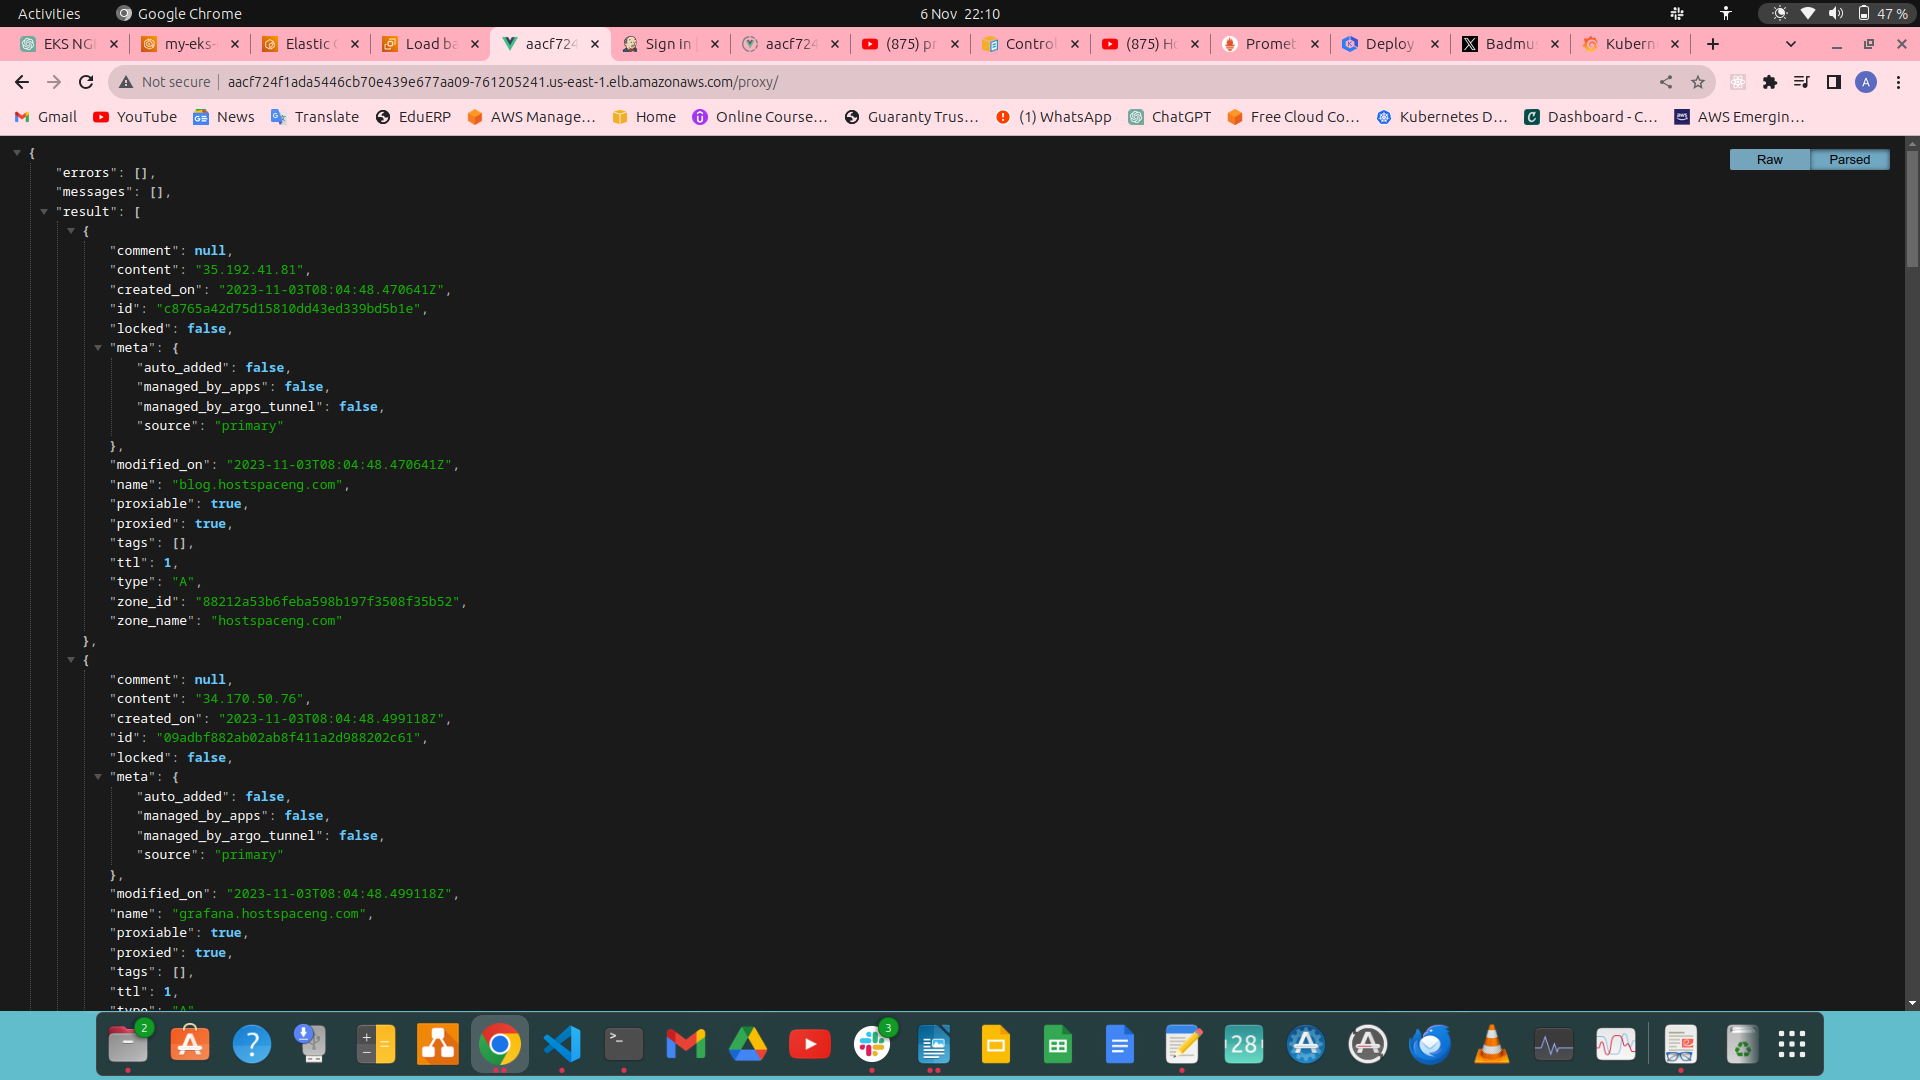 Activities Google Chrome 6 Nov 22:10 47 %
EKS NGI my-eks- Elastic Load ba aacf724 Sign in aacf724 (875) pr Control (875) Ho Promet Deploy Badmu Kubern
Not secure aacf724f1ada5446cb70e439e677aa09-761205241.us-east-1.elb.amazonaws.com/proxy/ A
Gmail YouTube News Translate EduERP AWS Manage... Home Online Course... Guaranty Trus... (1) WhatsApp ChatGPT Free Cloud Co... Kubernetes D... Dashboard - C... AWS Emergin...
Raw Parsed
{
"errors": [],
"messages": [],
"result": [
{
"comment": null,
"content": "35.192.41.81",
"created_on": "2023-11-03T08:04:48.470641Z",
"id": "c8765a42d75d15810dd43ed339bd5b1e",
"locked": false,
"meta": {
"auto_added": false,
"managed_by_apps": false,
"managed_by_argo_tunnel": false,
"source": "primary"
},
"modified_on": "2023-11-03T08:04:48.470641Z",
"name": "blog.hostspaceng.com",
"proxiable": true,
"proxied": true,
"tags": [],
"ttl": 1,
"type": "A",
"zone_id": "88212a53b6feba598b197f3508f35b52",
"zone_name": "hostspaceng.com"
},
{
"comment": null,
"content": "34.170.50.76",
"created_on": "2023-11-03T08:04:48.499118Z",
"id": "09adbf882ab02ab8f411a2d988202c61",
"locked": false,
"meta": {
"auto_added": false,
"managed_by_apps": false,
"managed_by_argo_tunnel": false,
"source": "primary"
},
"modified_on": "2023-11-03T08:04:48.499118Z",
"name": "grafana.hostspaceng.com",
"proxiable": true,
"proxied": true,
"tags": [],
"ttl": 1,
"type": "A"
2 3 28